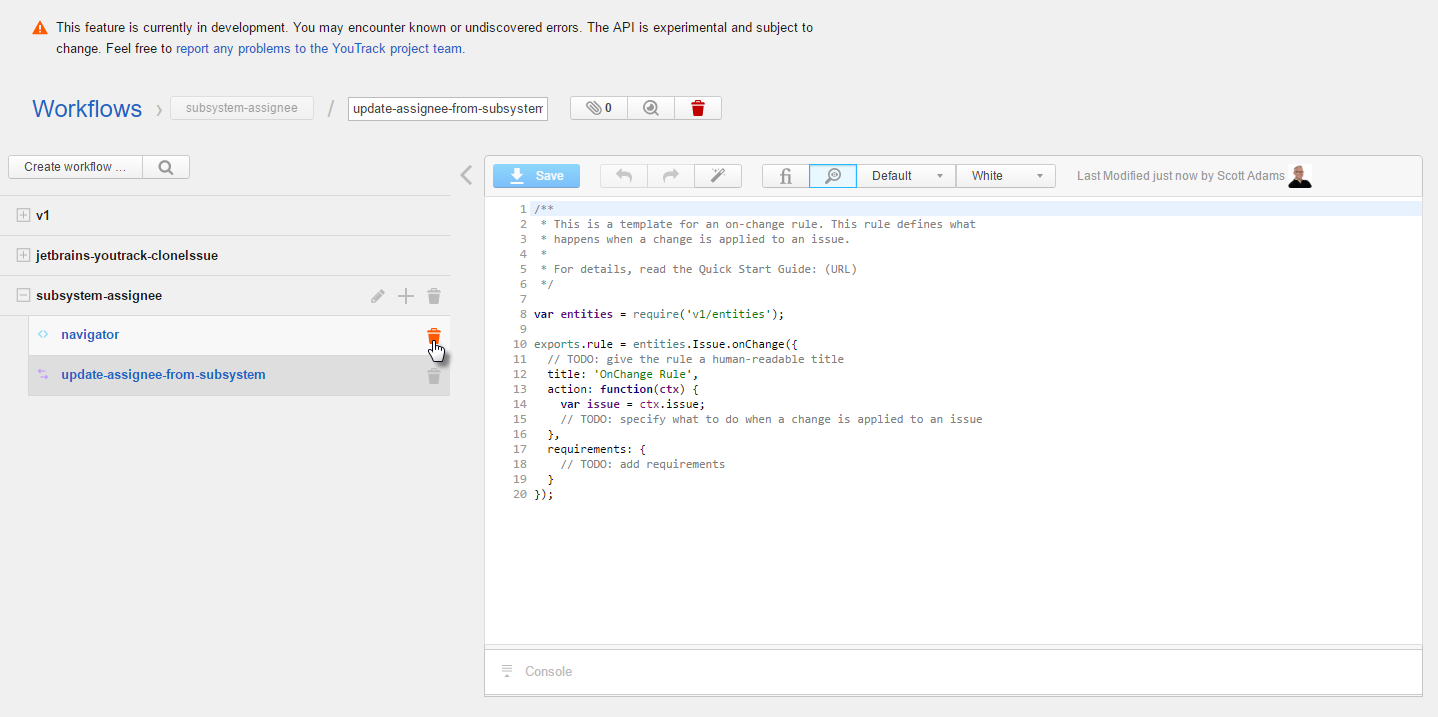 This feature is currently in development. You may encounter known or undiscovered errors. The API is experimental and subject to
change. Feel free to report any problems to the YouTrack project team.
Workflows › subsystem-assignee / update-assignee-from-subsystem 0
Create workflow ...
v1
jetbrains-youtrack-cloneIssue
subsystem-assignee
navigator
update-assignee-from-subsystem
Save fi Default White Last Modified just now by Scott Adams
1 /**
2  * This is a template for an on-change rule. This rule defines what
3  * happens when a change is applied to an issue.
4  *
5  * For details, read the Quick Start Guide: (URL)
6  */
7
8 var entities = require('v1/entities');
9
10 exports.rule = entities.Issue.onChange({
11   // TODO: give the rule a human-readable title
12   title: 'OnChange Rule',
13   action: function(ctx) {
14     var issue = ctx.issue;
15     // TODO: specify what to do when a change is applied to an issue
16   },
17   requirements: {
18     // TODO: add requirements
19   }
20 });
Console